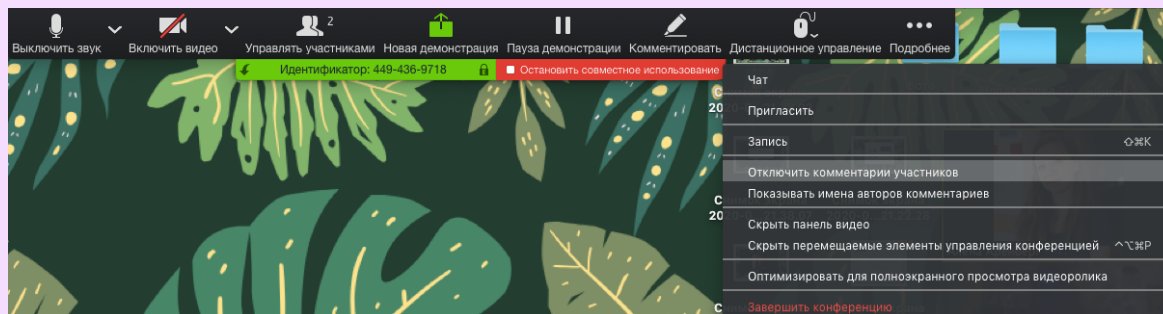 2
Выключить звук Включить видео Управлять участниками Новая демонстрация Пауза демонстрации Комментировать Дистанционное управление Подробнее
Идентификатор: 449-436-9718 Остановить совместное использование
Чат
Пригласить
Запись ⇧⌘K
Отключить комментарии участников
Показывать имена авторов комментариев
Скрыть панель видео
Скрыть перемещаемые элементы управления конференцией ^⌥⌘P
Оптимизировать для полноэкранного просмотра видеоролика
Завершить конференцию